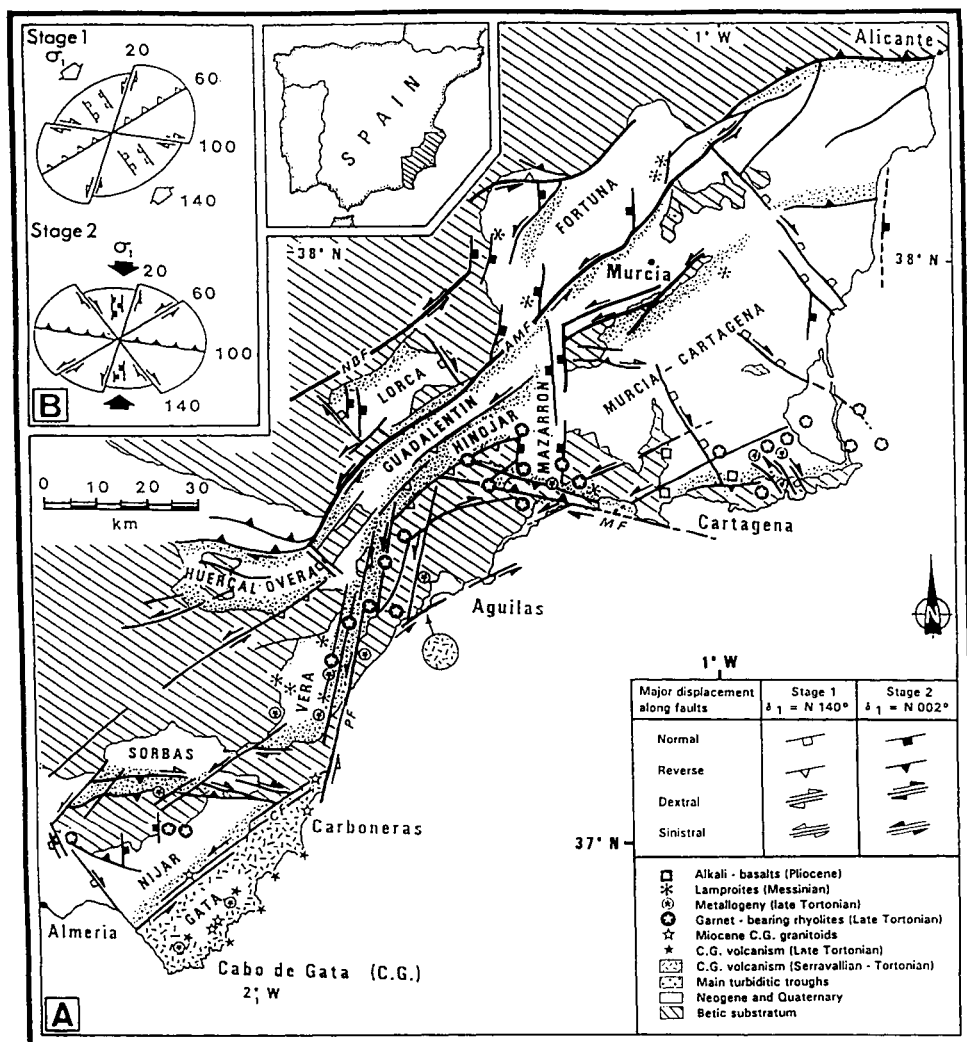 Stage 1
σ1
20
60
100
140
Stage 2
σ1
20
60
100
140
B
SPAIN
1° W
Alicante
38° N
38° N
FORTUNA
Murcia
NBF
AMF
LORCA
GUADALENTIN
HINOJAR
MAZARRON
MURCIA - CARTAGENA
0 10 20 30
km
Cartagena
MF
HUERCAL OVERA
Aguilas
N
VERA
PF
SORBAS
CF
Carboneras
NIJAR
GATA
Almeria
Cabo de Gata (C.G.)
2° W
37° N
1° W
A
Major displacement along faults
Stage 1
δ1 = N 140°
Stage 2
δ1 = N 002°
Normal
Reverse
Dextral
Sinistral
Alkali - basalts (Pliocene)
Lamproites (Messinian)
Metallogeny (late Tortonian)
Garnet - bearing rhyolites (Late Tortonian)
Miocene C.G. granitoids
C.G. volcanism (Late Tortonian)
C.G. volcanism (Serravallian - Tortonian)
Main turbiditic troughs
Neogene and Quaternary
Betic substratum